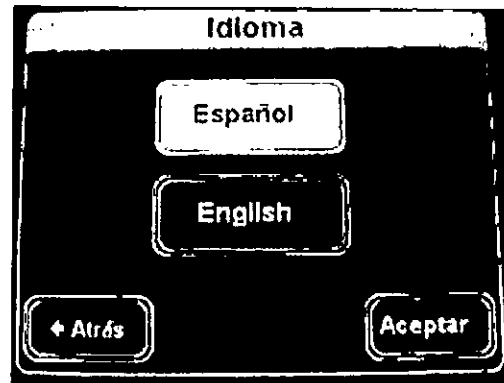 Idioma
Español
English
← Atrás
Aceptar